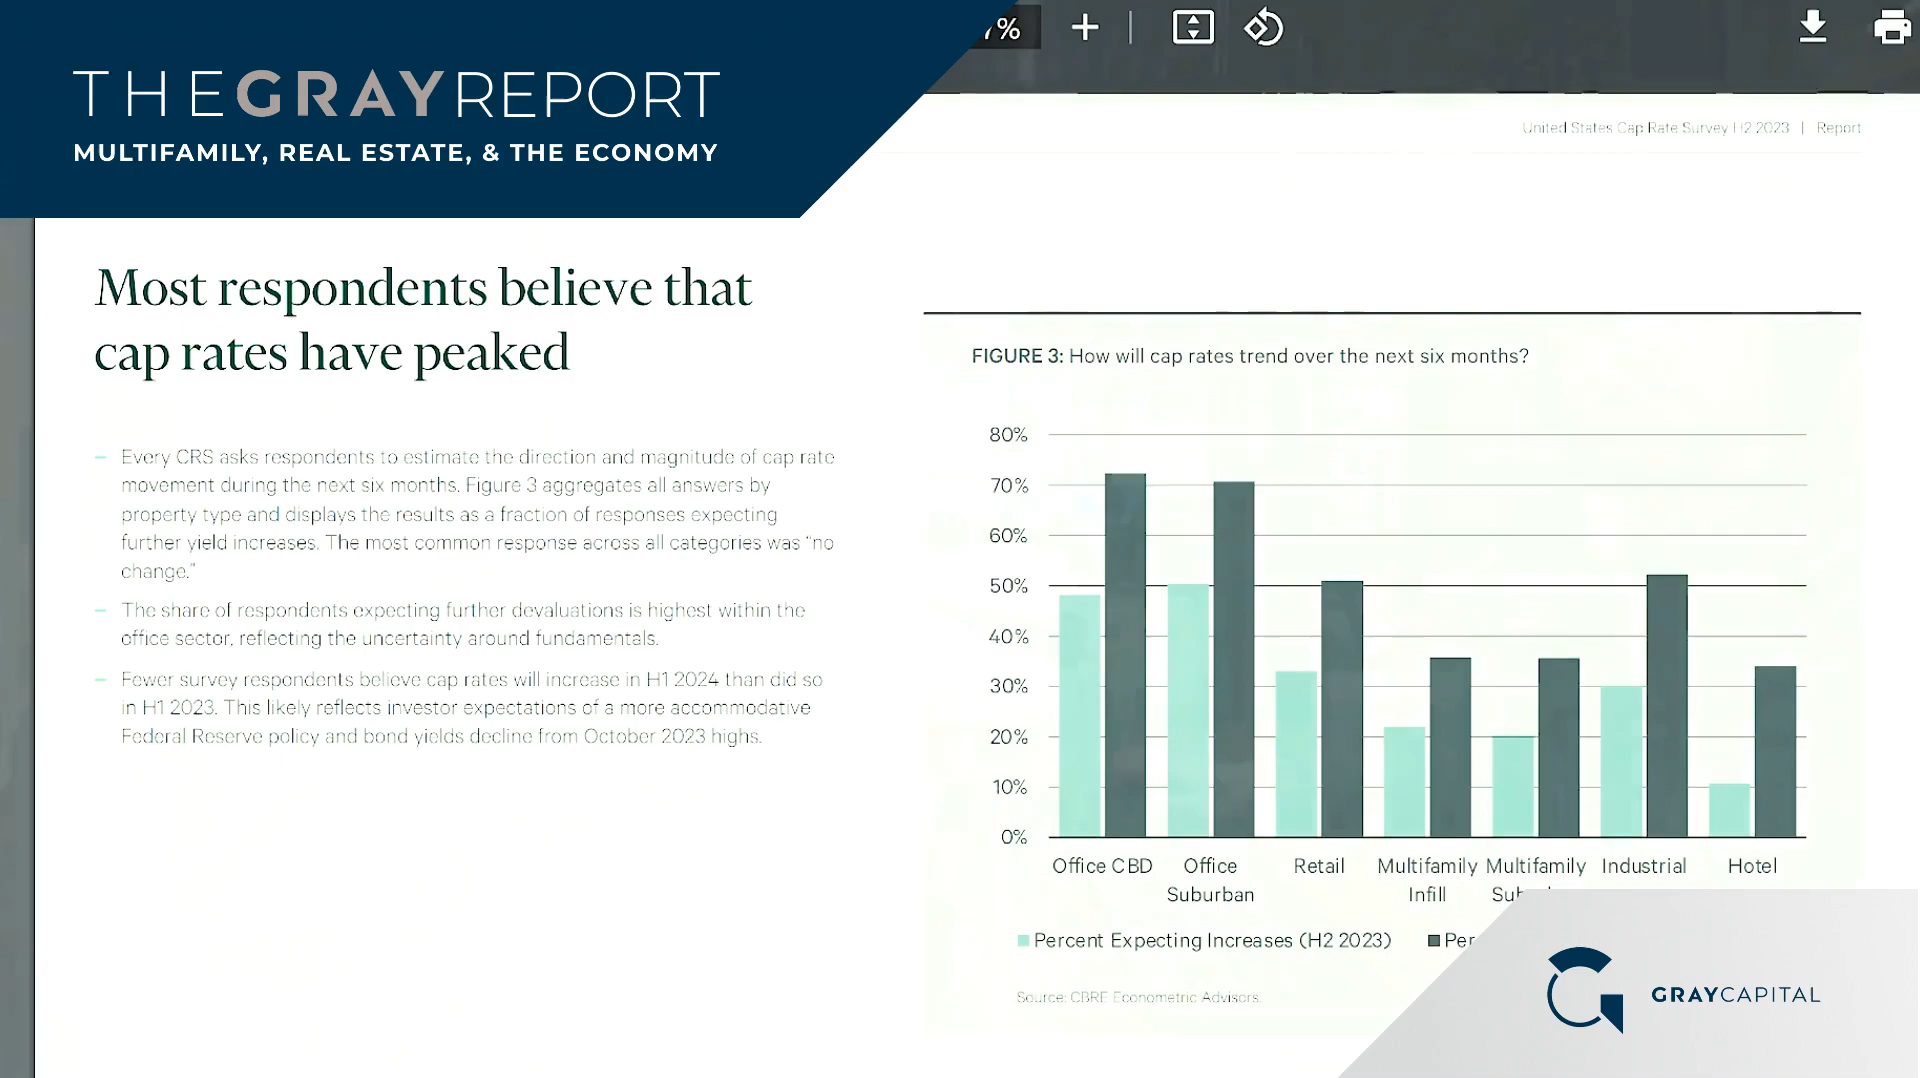 THEGRAYREPORT
MULTIFAMILY, REAL ESTATE, & THE ECONOMY
United States Cap Rate Survey H2 2023 | Report
Most respondents believe that
cap rates have peaked
– Every CRS asks respondents to estimate the direction and magnitude of cap rate
movement during the next six months. Figure 3 aggregates all answers by
property type and displays the results as a fraction of responses expecting
further yield increases. The most common response across all categories was “no
change.”
– The share of respondents expecting further devaluations is highest within the
office sector, reflecting the uncertainty around fundamentals.
– Fewer survey respondents believe cap rates will increase in H1 2024 than did so
in H1 2023. This likely reflects investor expectations of a more accommodative
Federal Reserve policy and bond yields decline from October 2023 highs.
FIGURE 3: How will cap rates trend over the next six months?
80%
70%
60%
50%
40%
30%
20%
10%
0%
Office CBD
Office
Suburban
Retail
Multifamily
Infill
Multifamily
Industrial
Hotel
Percent Expecting Increases (H2 2023)
Source: CBRE Econometric Advisors.
GRAYCAPITAL